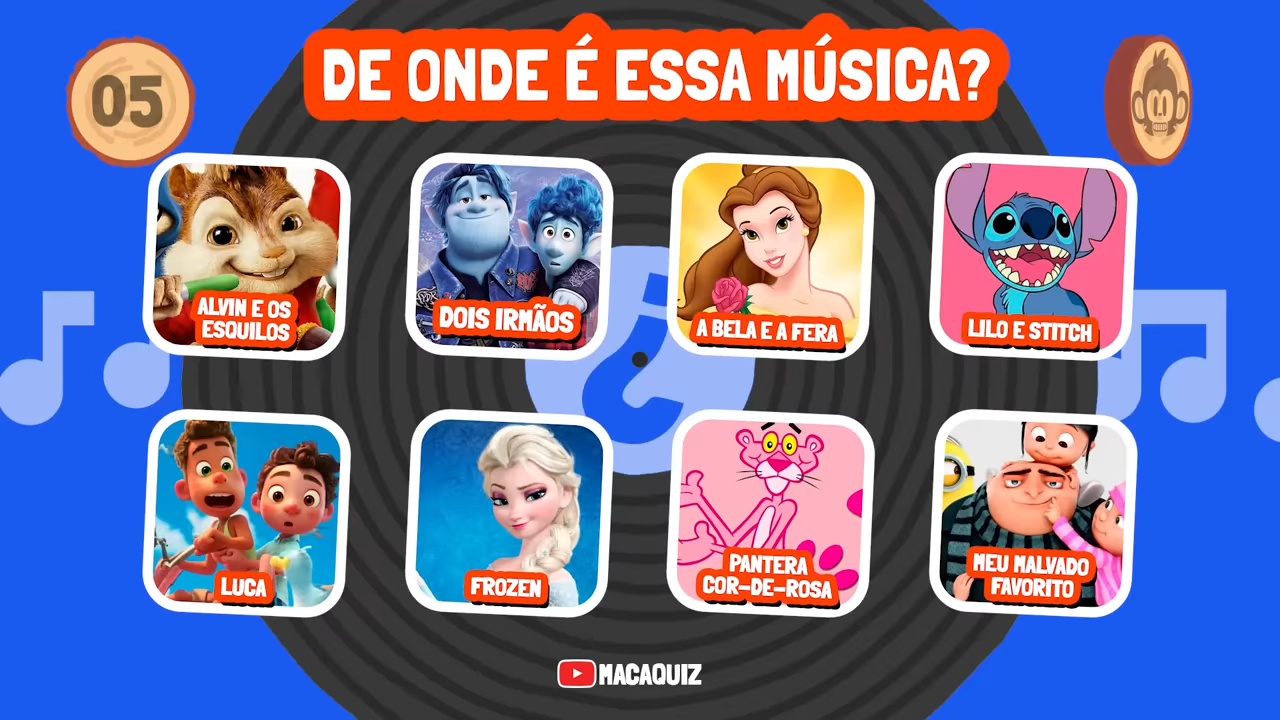 05
DE ONDE É ESSA MÚSICA?
ALVIN E OS
ESQUILOS
DOIS IRMÃOS
A BELA E A FERA
LILO E STITCH
LUCA
FROZEN
PANTERA
COR-DE-ROSA
MEU MALVADO
FAVORITO
MACAQUIZ